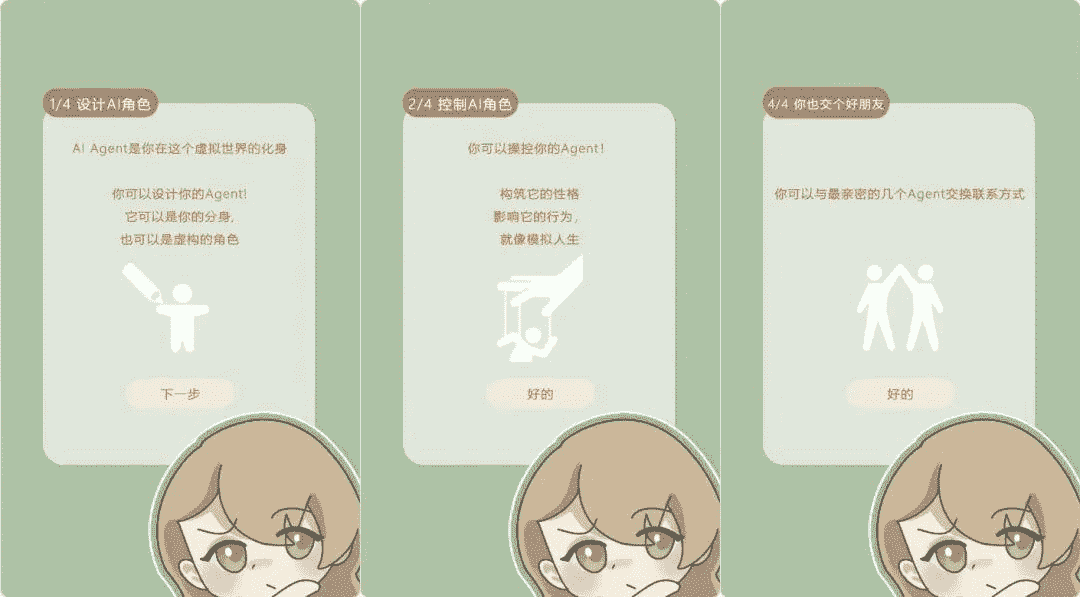 1/4 设计AI角色
AI Agent是你在这个虚拟世界的化身
你可以设计你的Agent!
它可以是你的分身,
也可以是虚构的角色
下一步
2/4 控制AI角色
你可以操控你的Agent!
构筑它的性格
影响它的行为,
就像模拟人生
好的
4/4 你也交个好朋友
你可以与最亲密的几个Agent交换联系方式
好的